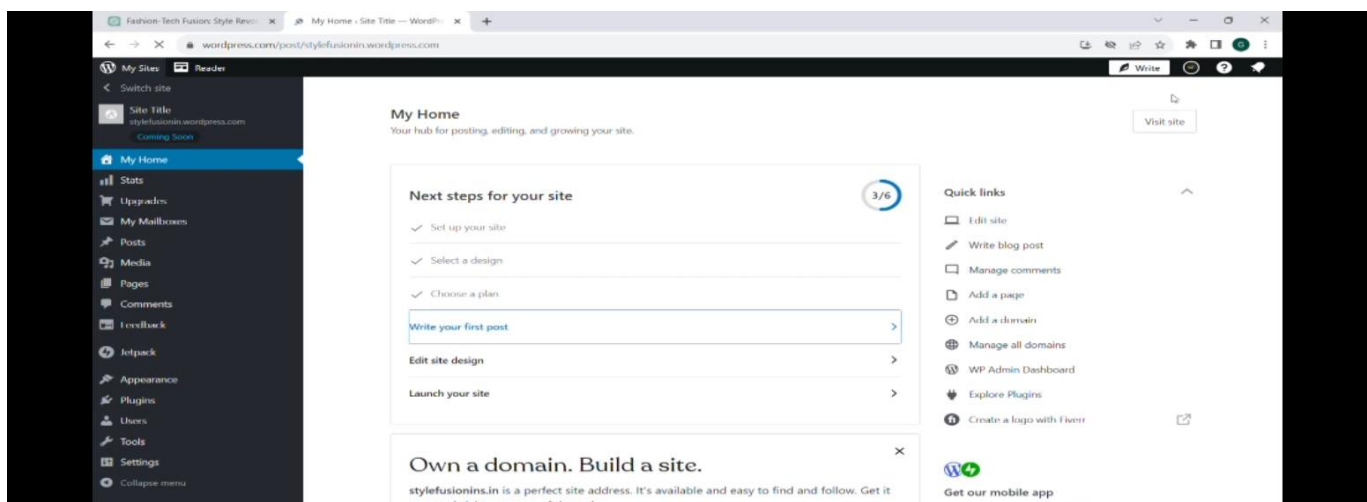 Fashion-Tech Fusion: Style Revo
My Home ‹ Site Title — WordPr
wordpress.com/post/stylefusionin.wordpress.com
G
My Sites
Reader
Write
Switch site
Site Title
stylefusionin.wordpress.com
Coming Soon
My Home
Stats
Upgrades
My Mailboxes
Posts
Media
Pages
Comments
Feedback
Jetpack
Appearance
Plugins
Users
Tools
Settings
Collapse menu
My Home
Your hub for posting, editing, and growing your site.
Visit site
Next steps for your site
3/6
Set up your site
Select a design
Choose a plan
Write your first post
Edit site design
Launch your site
Own a domain. Build a site.
stylefusionins.in is a perfect site address. It's available and easy to find and follow. Get it
Quick links
Edit site
Write blog post
Manage comments
Add a page
Add a domain
Manage all domains
WP Admin Dashboard
Explore Plugins
Create a logo with Fiverr
Get our mobile app